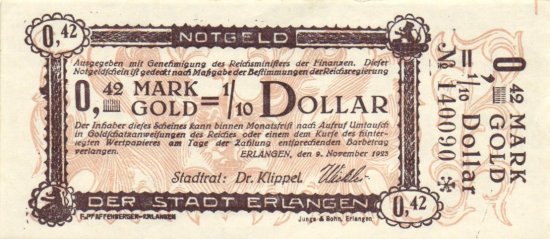 0,42 NOTGELD
Ausgegeben mit Genehmigung des Reichsministers der Finanzen. Dieser
Notgeldschein ist gedeckt nach Maßgabe der Bestimmungen der Reichsregierung
0,42 MARK GOLD = 1/10 DOLLAR
Der Inhaber dieses Scheines kann binnen Monatsfrist nach Aufruf Umtausch
in Goldschatzanweisungen des Reiches oder einem dem Kurse des hinter-
legten Wertpapieres am Tage der Zahlung entsprechenden Barbetrag
verlangen. ERLANGEN, den 9. November 1923
Stadtrat: Dr. Klippel.
DER STADT ERLANGEN 0,42
F. PFAFFENBERGER-ERLANGEN Junge & Sohn, Erlangen.
0,42 MARK GOLD
= 1/10 Dollar
№ 140090 *